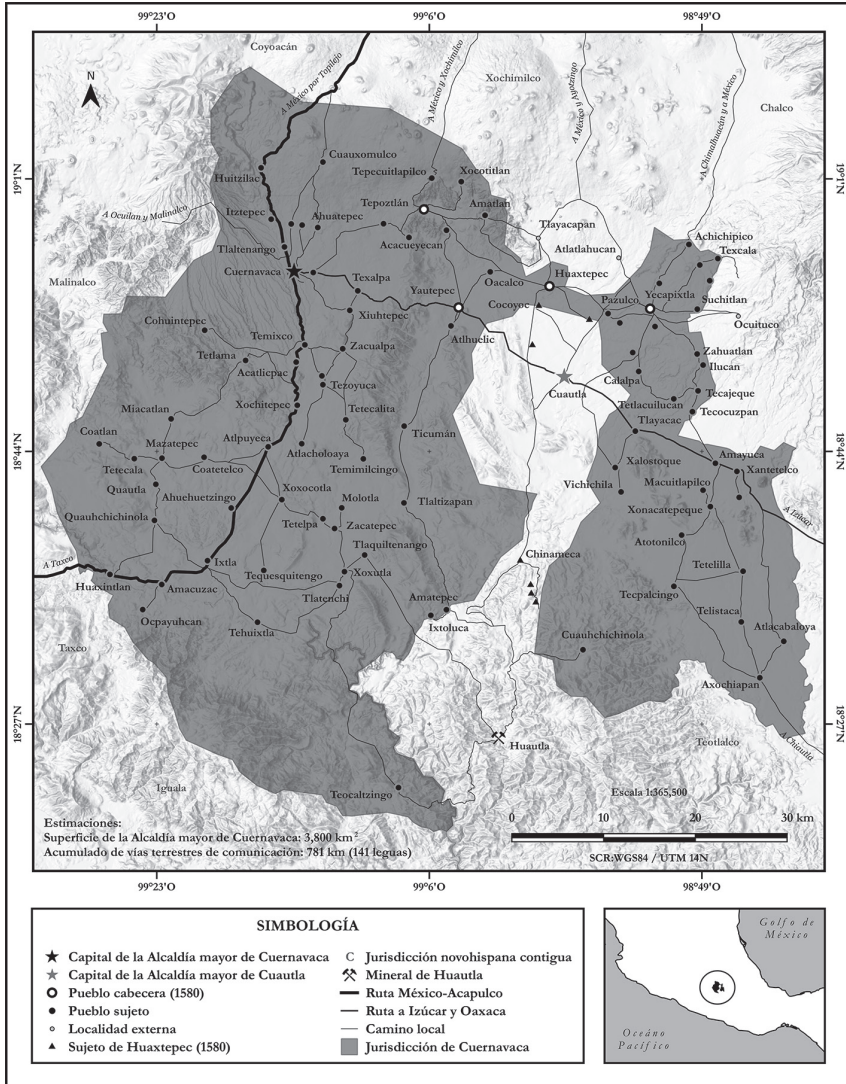 99°23'O 99°6'O 98°49'O
Coyoacán
A México por Topilejo
A México y Xochimilco
Xochimilco
A México y Ayotzingo
A Chimalhuacán y a México
Chalco
N
19°1'N
19°1'N
Huitzilac
Cuauxomulco
Tepecuitlapilco
Xocotitlan
A Ocuilan y Malinalco
Itztepec
Ahuatepec
Tepoztlán
Amatlan
Tlayacapan
Achichipico
Tlaltenango
Acacueyecan
Atlatlahucan
Texcala
Malinalco
Cuernavaca
Texalpa
Yautepec
Oacalco
Huaxtepec
Cocoyoc
Pazulco
Yecapixtla
Suchitlan
Cohuintepec
Xiuhtepec
Ocuituco
Temixco
Zacualpa
Atlhuelic
Zahuatlan
Tetlama
Acatlicpac
Tezoyuca
Calalpa
Ilucan
Cuautla
Tetlacuilucan
Tecajeque
Miacatlan
Xochitepec
Tetecalita
Tlayacac
Tecocuzpan
Coatlan
Mazatepec
Atlpuyeca
Ticumán
18°44'N
18°44'N
Tetecala
Coatetelco
Atlacholoaya
Temimilcingo
Xalostoque
Amayuca
Xantetelco
Quautla
Ahuehuetzingo
Xoxocotla
Molotla
Tlaltizapan
Vichichila
Macuitlapilco
Quauhchichinola
Tetelpa
Zacatepec
Xonacatepeque
A Izúcar
Tlaquiltenango
Atotonilco
A Taxco
Ixtla
Chinameca
Huaxintlan
Tequesquitengo
Xoxutla
Tetelilla
Amacuzac
Tlatenchi
Amatepec
Tecpalcingo
Ocpayuhcan
Tehuixtla
Ixtoluca
Telistaca
Atlacabaloya
Taxco
Cuauhchichinola
Axochiapan
18°27'N
18°27'N
Huautla
Teotlalco
A Chiautla
Iguala
Teocaltzingo
Escala 1:365,500
0 10 20 30 km
SCR:WGS84 / UTM 14N
Estimaciones:
Superficie de la Alcaldía mayor de Cuernavaca: 3,800 km²
Acumulado de vías terrestres de comunicación: 781 km (141 leguas)
99°23'O 99°6'O 98°49'O
SIMBOLOGÍA
Capital de la Alcaldía mayor de Cuernavaca
Capital de la Alcaldía mayor de Cuautla
Pueblo cabecera (1580)
Pueblo sujeto
Localidad externa
Sujeto de Huaxtepec (1580)
C Jurisdicción novohispana contigua
Mineral de Huautla
Ruta México-Acapulco
Ruta a Izúcar y Oaxaca
Camino local
Jurisdicción de Cuernavaca
Golfo de
México
Oceáno
Pacífico